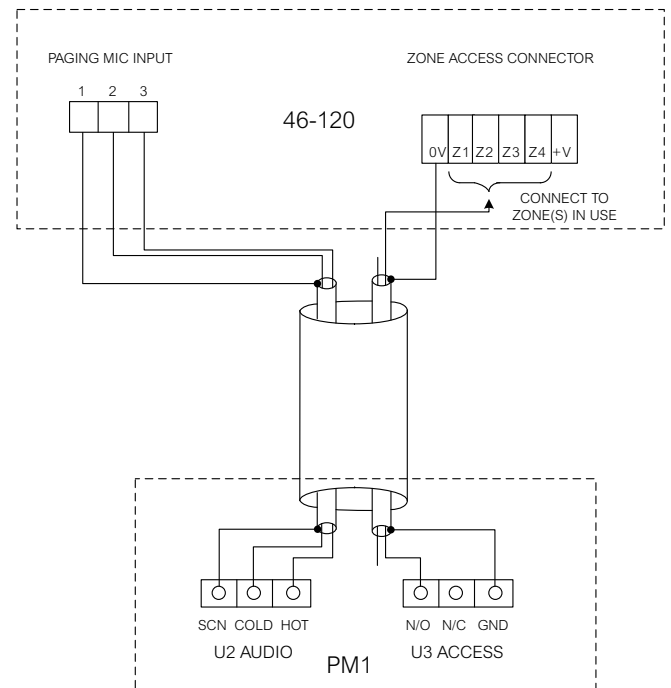 PAGING MIC INPUT
ZONE ACCESS CONNECTOR
1 2 3
46-120
0V Z1 Z2 Z3 Z4 +V
CONNECT TO
ZONE(S) IN USE
SCN COLD HOT
N/O N/C GND
U2 AUDIO
U3 ACCESS
PM1